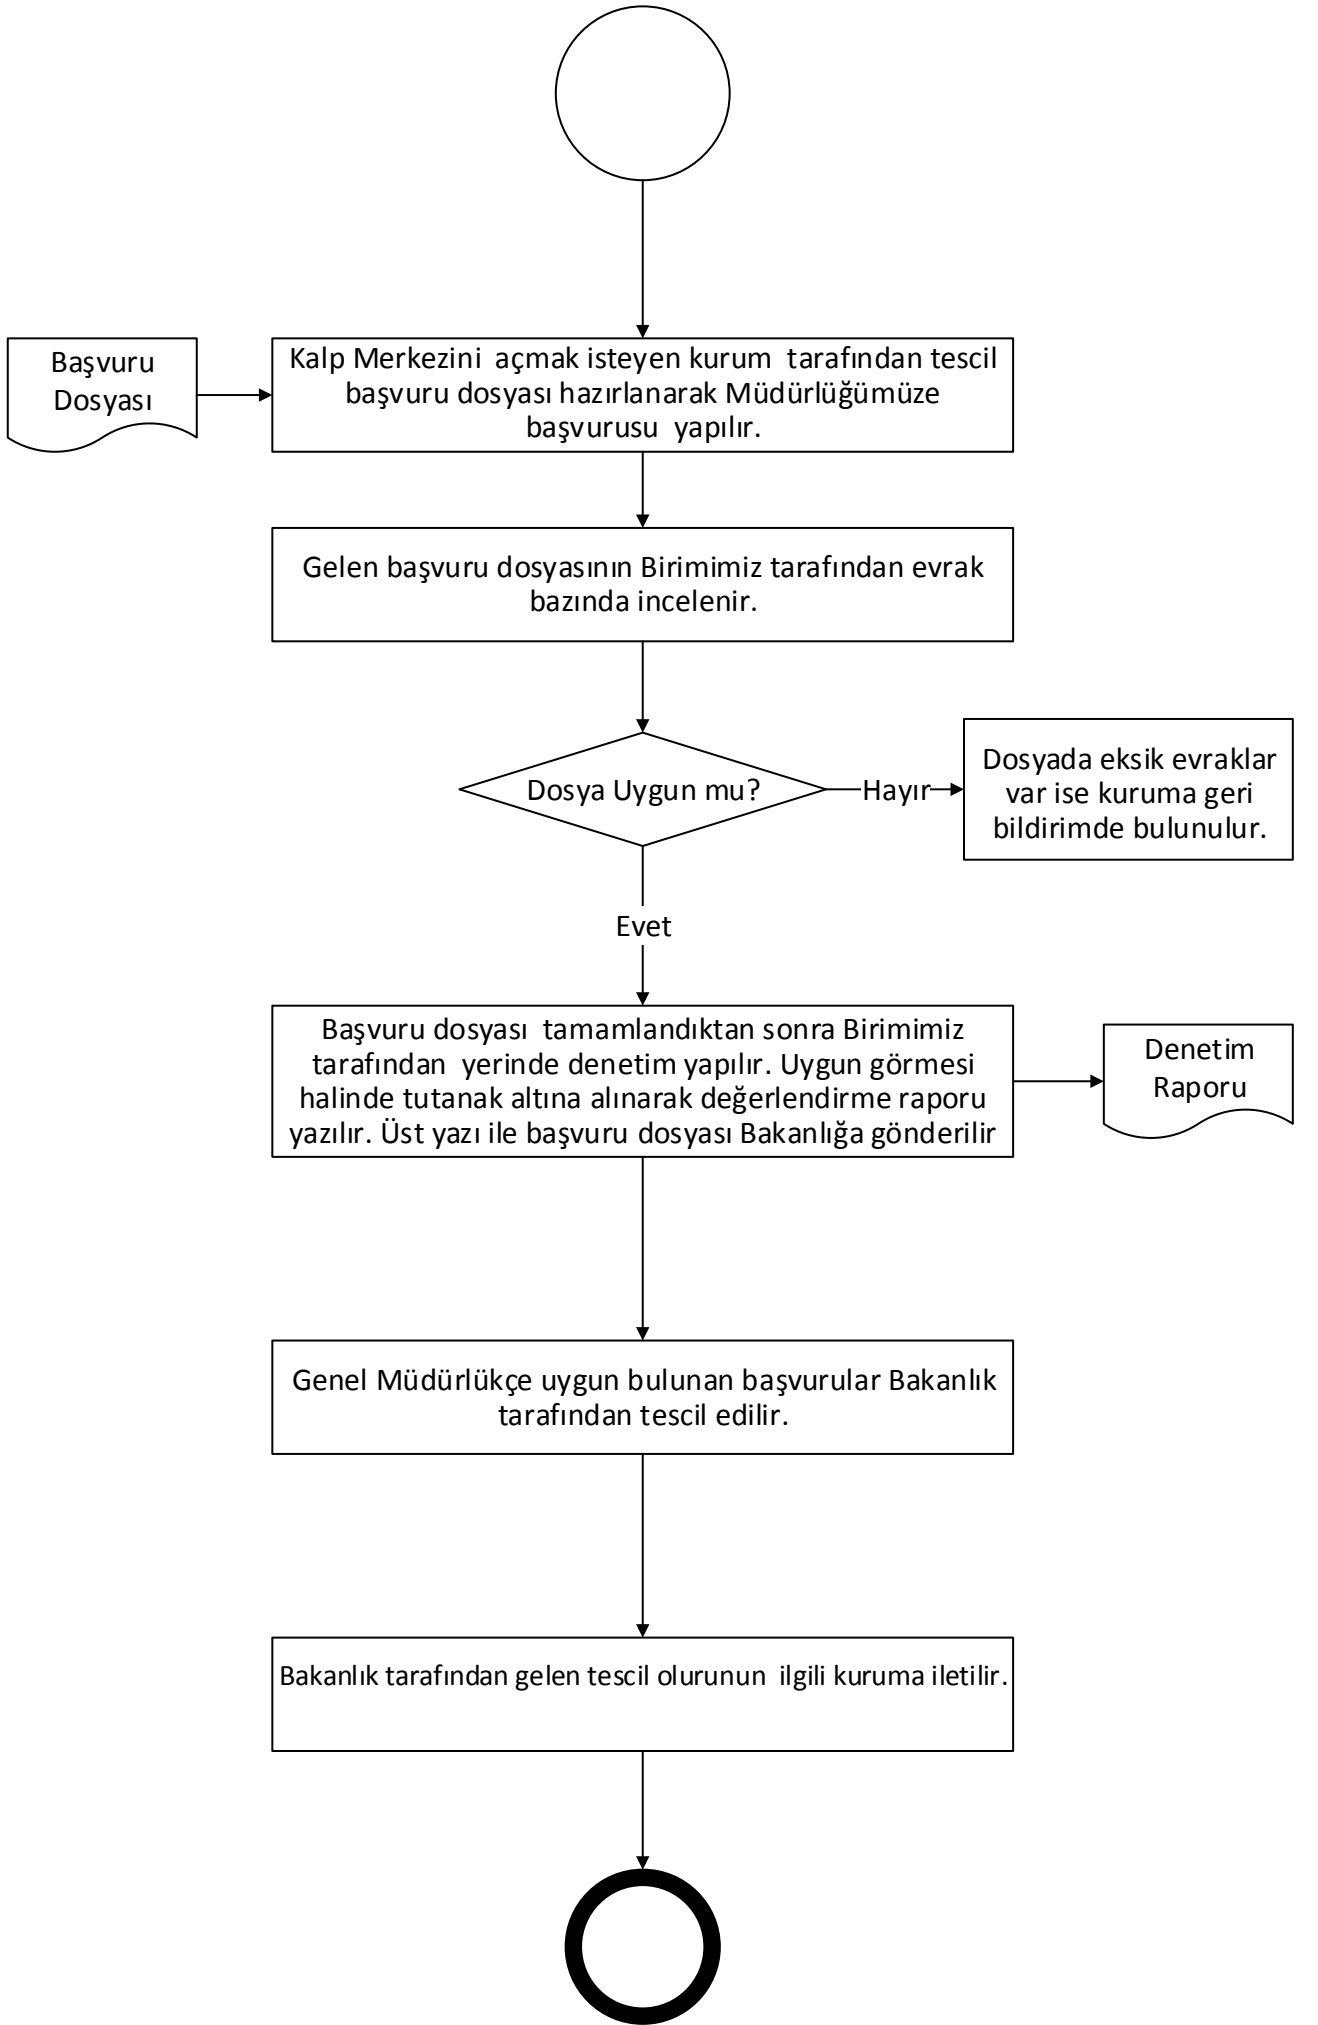 Başvuru
Dosyası
Kalp Merkezini açmak isteyen kurum tarafından tescil
başvuru dosyası hazırlanarak Müdürlüğümüze
başvurusu yapılır.
Gelen başvuru dosyasının Birimimiz tarafından evrak
bazında incelenir.
Dosya Uygun mu?
Hayır
Dosyada eksik evraklar
var ise kuruma geri
bildirimde bulunulur.
Evet
Başvuru dosyası tamamlandıktan sonra Birimimiz
tarafından yerinde denetim yapılır. Uygun görmesi
halinde tutanak altına alınarak değerlendirme raporu
yazılır. Üst yazı ile başvuru dosyası Bakanlığa gönderilir
Denetim
Raporu
Genel Müdürlükçe uygun bulunan başvurular Bakanlık
tarafından tescil edilir.
Bakanlık tarafından gelen tescil olurunun ilgili kuruma iletilir.